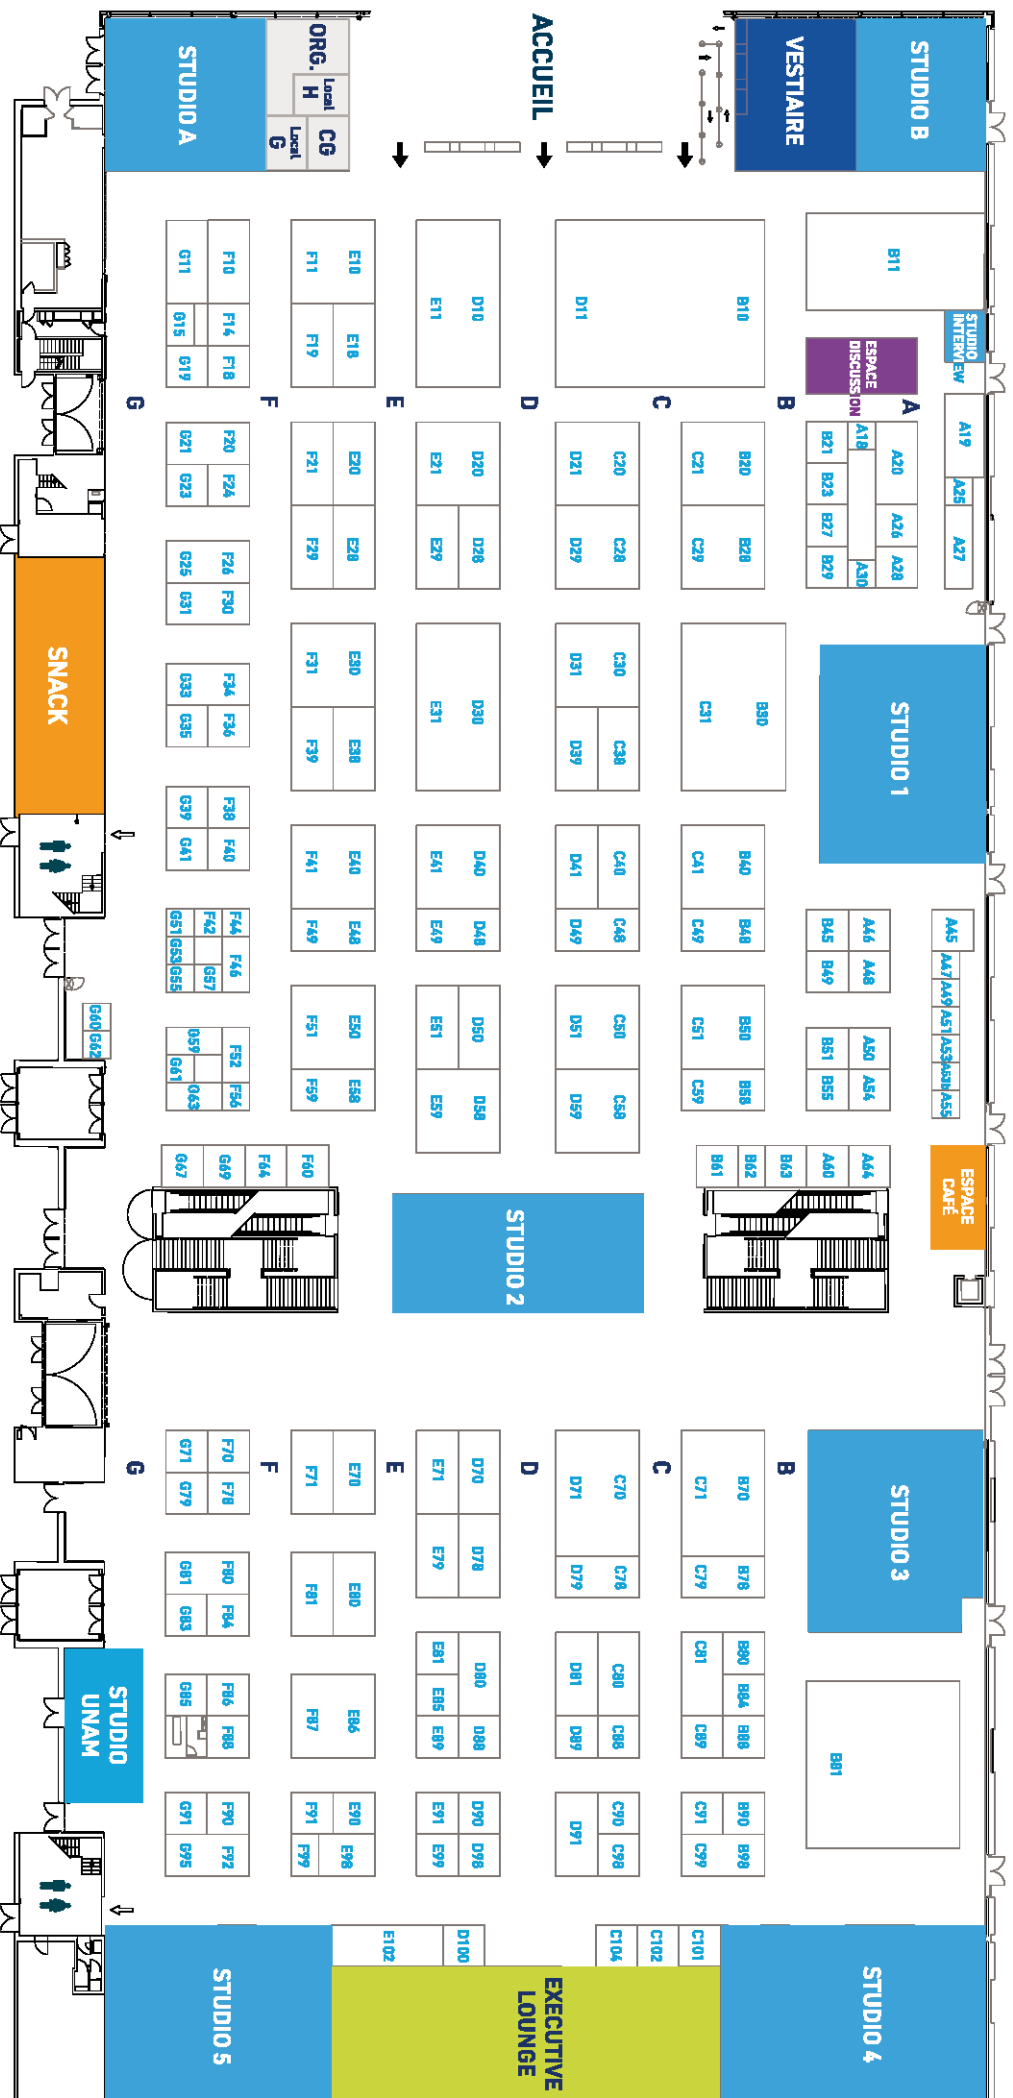 STUDIO A
ORG.
Local
H
CG
Local
G
ACCUEIL
VESTIAIRE
STUDIO B
G11
F10
F11
E10
E11
D10
D11
B10
B11
STUDIO
INTERVIEW
G15
F14
G19
F18
F19
E18
ESPACE
DISCUSSION
G
F
E
D
C
B
A
G21
F20
F21
E20
E21
D20
D21
C20
C21
B20
B21
A18
A20
A19
G23
F24
B23
A25
F29
E28
E29
D28
D29
C28
C29
B28
B27
A26
A27
B29
A30
A28
G25
F26
G31
F30
SNACK
G33
F34
F31
E30
E31
D30
D31
C30
C31
B30
STUDIO 1
G35
F36
F39
E38
D39
C38
G39
F38
G41
F40
F41
E40
E41
D40
D41
C40
C41
B40
G51
F42
F44
F49
E48
E49
D48
D49
C48
C49
B48
B45
A46
A45
G53
F46
G55
G57
B49
A48
A47
A49
G60
G62
G59
F52
F51
E50
E51
D50
D51
C50
C51
B50
B51
A50
A51
A53
G61
G63
F56
F59
E58
E59
D58
D59
C58
C59
B58
B55
A54
A53b
A55
G67
G69
F64
F60
B61
B62
B63
A60
A64
ESPACE
CAFÉ
STUDIO 2
G
F
E
D
C
B
G71
F70
F71
E70
E71
D70
D71
C70
C71
B70
STUDIO 3
G79
F78
E79
D78
D79
C78
C79
B78
G81
F80
F81
E80
G83
F84
E81
D80
D81
C80
C81
B80
STUDIO
UNAM
G85
F86
F87
E86
E85
B84
F88
E89
D88
D89
C88
C89
B88
B81
G91
F90
F91
E90
E91
D90
D91
C90
C91
B90
G95
F92
F99
E98
E99
D98
C98
C99
B98
STUDIO 5
E102
D100
C104
C102
C101
EXECUTIVE
LOUNGE
STUDIO 4